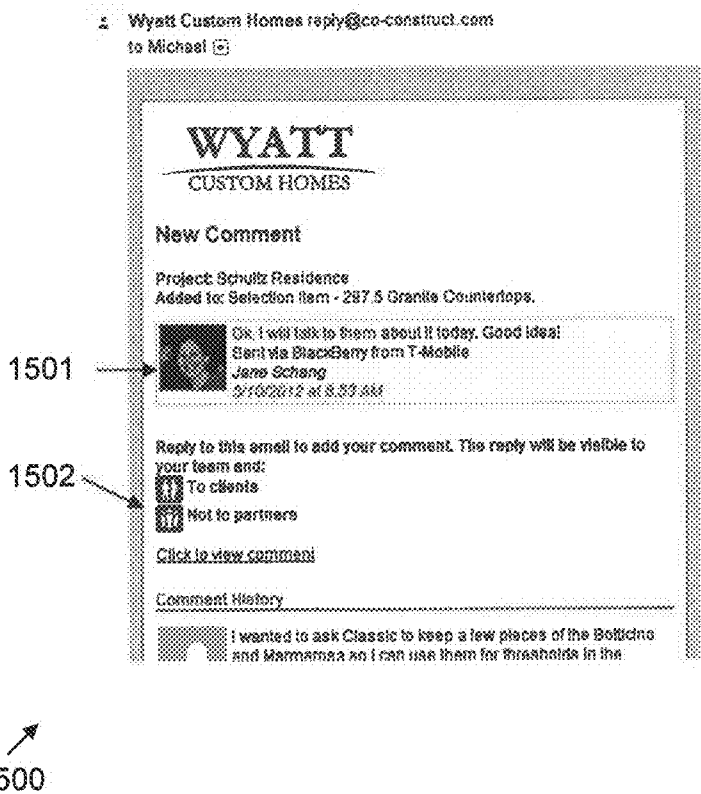 Wyatt Custom Homes reply@co-construct.com
to Michael
WYATT
CUSTOM HOMES
New Comment
Project: Schultz Residence
Added to: Selection Item - 287.5 Granite Countertops.
Ok, I will talk to them about it today. Good idea!
Sent via BlackBerry from T-Mobile
Jane Schang
2012 at AM
1501
Reply to this email to add your comment. The reply will be visible to
your team and:
1502
To clients
Not to partners
Click to view comment
Comment History
I wanted to ask Classic to keep a few pieces of the Botticino
and so I can use them for thresholds in the
500